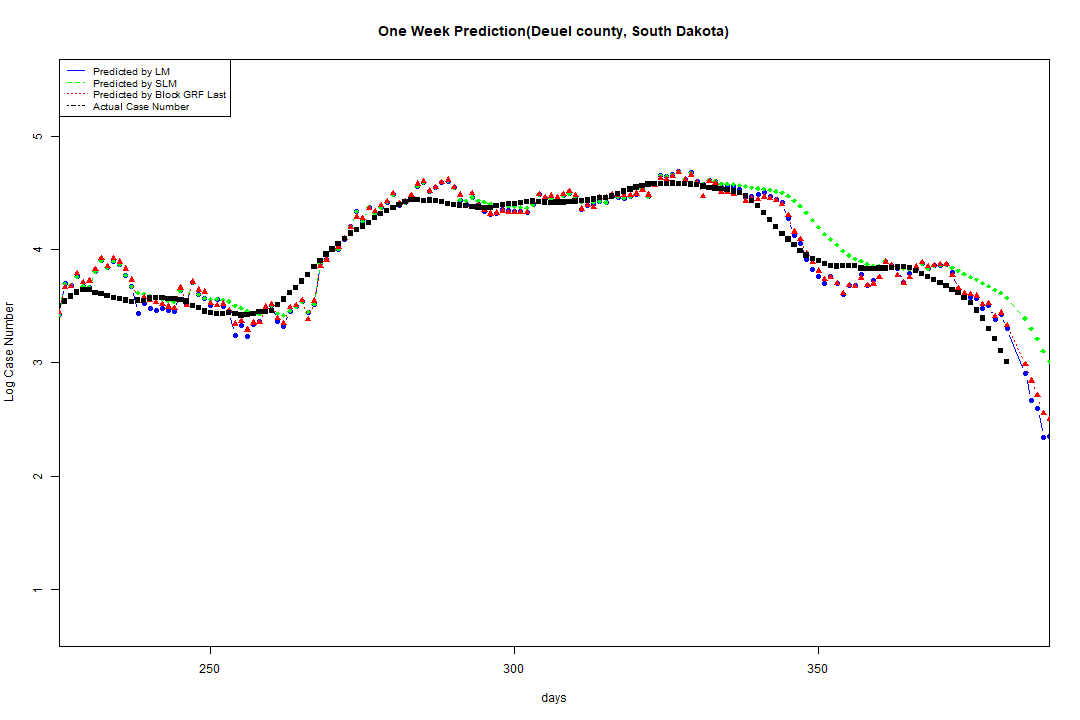 One Week Prediction(Deuel county, South Dakota)
Predicted by LM
Predicted by SLM
Predicted by Block GRF Last
Actual Case Number
5
4
3
2
1
Log Case Number
250 300 350
days